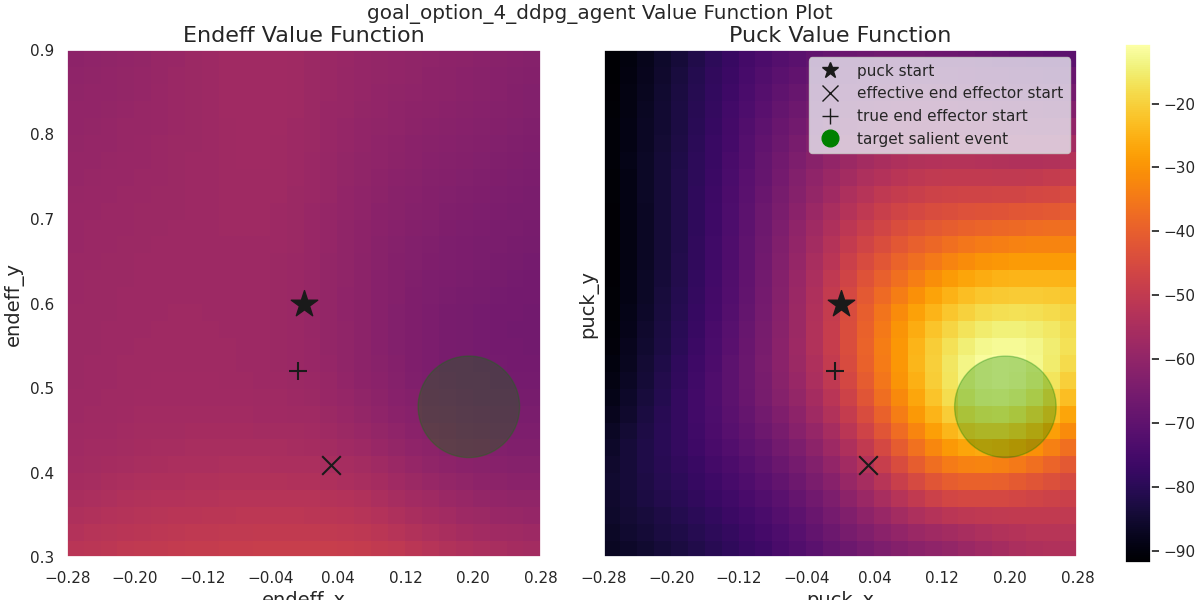 goal_option_4_ddpg_agent Value Function Plot
Endeff Value Function
Puck Value Function
0.9
0.8
0.7
0.6
0.5
0.4
0.3
endeff_y
−0.28 −0.20 −0.12 −0.04 0.04 0.12 0.20 0.28
endeff_x
puck start
effective end effector start
true end effector start
target salient event
puck_y
−0.28 −0.20 −0.12 −0.04 0.04 0.12 0.20 0.28
puck_x
−20
−30
−40
−50
−60
−70
−80
−90